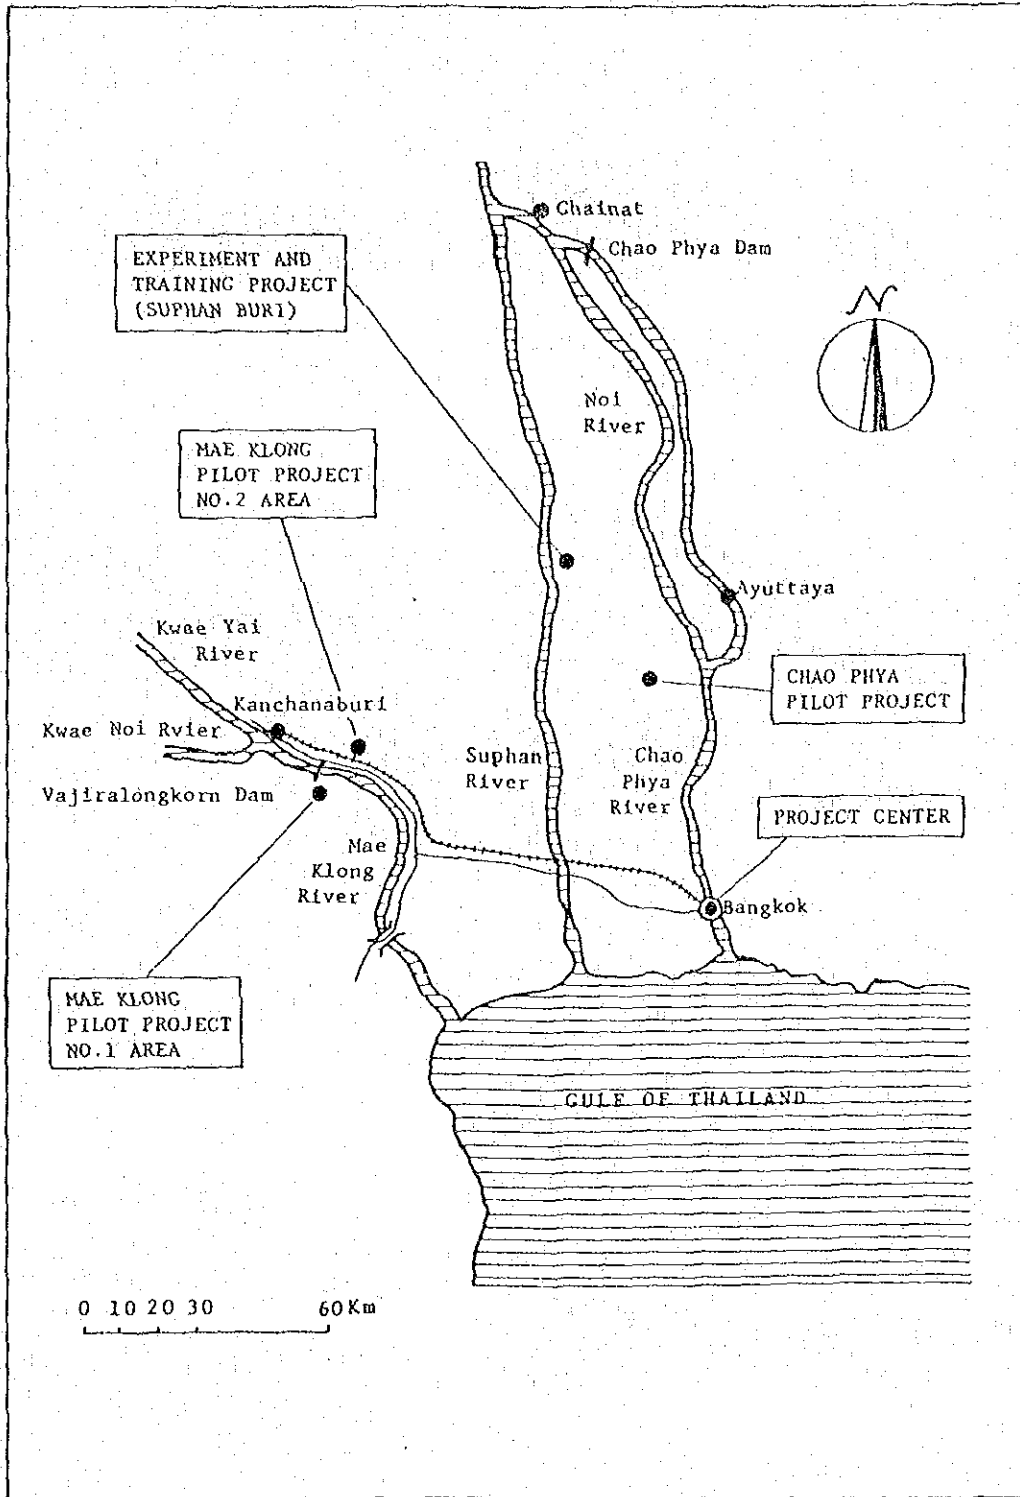 Chainat
Chao Phya Dam
EXPERIMENT AND
TRAINING PROJECT
(SUPHAN BURI)
N
Noi
River
MAE KLONG
PILOT PROJECT
NO.2 AREA
Ayuttaya
Kwae Yai
River
CHAO PHYA
PILOT PROJECT
Kanchanaburi
Kwae Noi Rvier
Suphan
River
Chao
Phya
River
Vajiralongkorn Dam
PROJECT CENTER
Mae
Klong
River
Bangkok
MAE KLONG
PILOT PROJECT
NO.1 AREA
GULE OF THAILAND
0 10 20 30 60Km